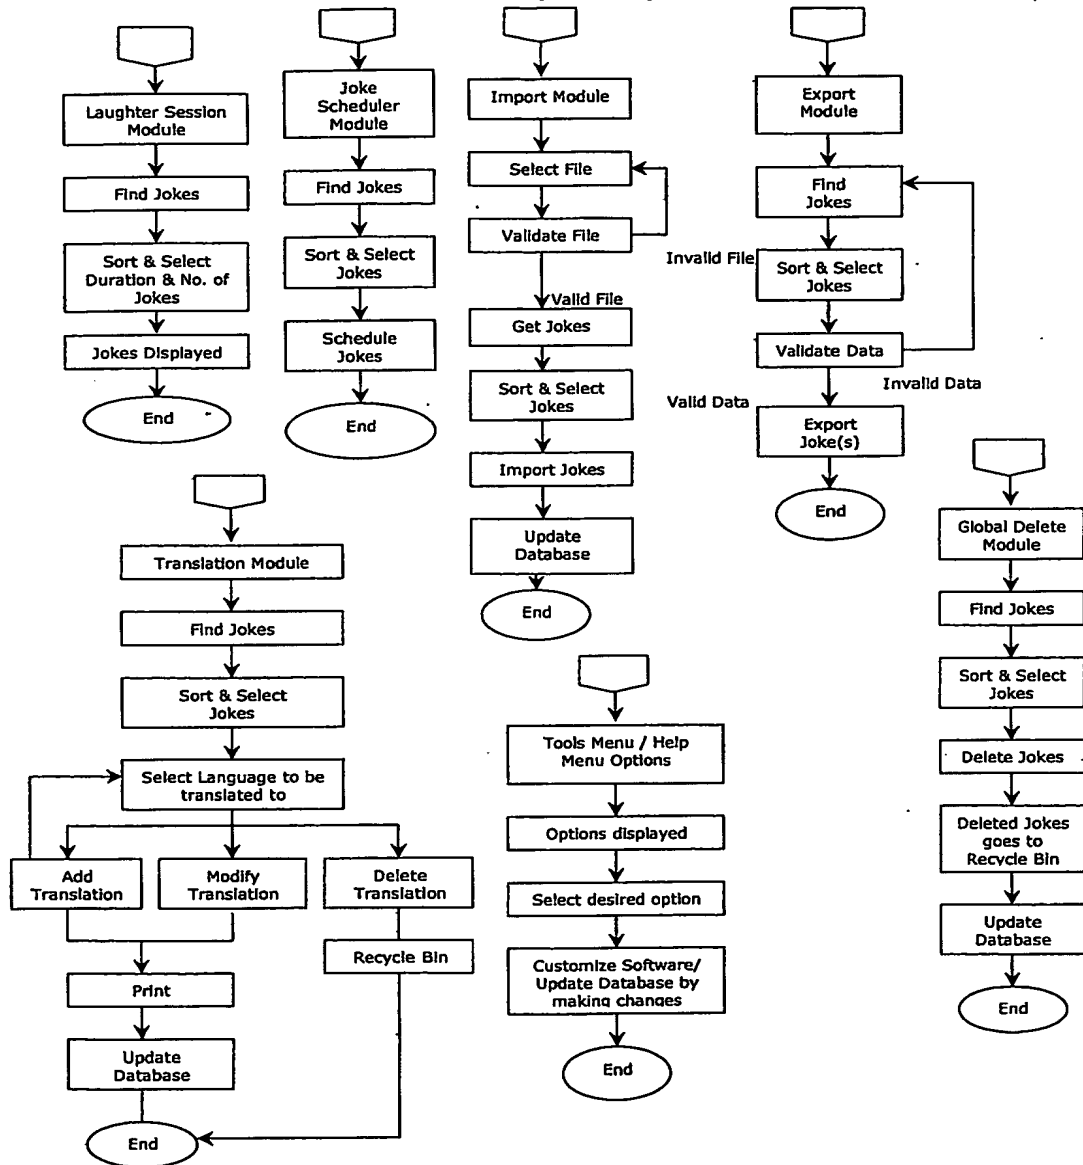 Laughter Session
Module
Find Jokes
Sort & Select
Duration & No. of
Jokes
Jokes Displayed
End
Joke
Scheduler
Module
Find Jokes
Sort & Select
Jokes
Schedule
Jokes
End
Import Module
Select File
Validate File
Invalid File
Valid File
Get Jokes
Sort & Select
Jokes
Import Jokes
Update
Database
End
Export
Module
Find
Jokes
Sort & Select
Jokes
Validate Data
Invalid Data
Valid Data
Export
Joke(s)
End
Translation Module
Find Jokes
Sort & Select
Jokes
Select Language to be
translated to
Add
Translation
Modify
Translation
Delete
Translation
Recycle Bin
Print
Update
Database
End
Tools Menu / Help
Menu Options
Options displayed
Select desired option
Customize Software/
Update Database by
making changes
End
Global Delete
Module
Find Jokes
Sort & Select
Jokes
Delete Jokes
Deleted Jokes
goes to
Recycle Bin
Update
Database
End